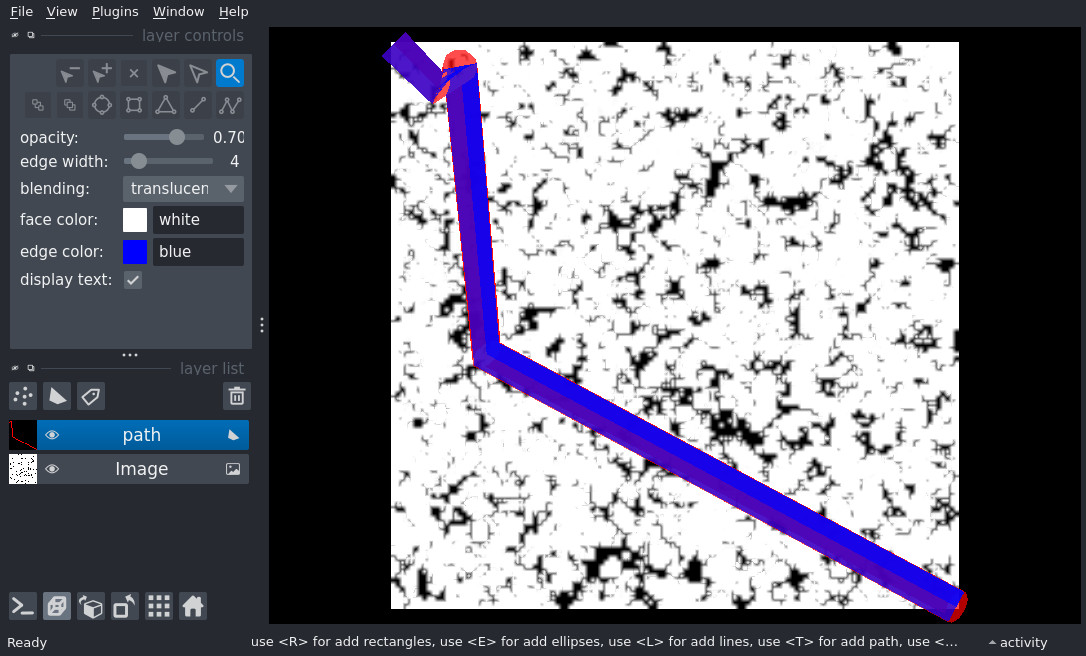 File View Plugins Window Help
layer controls
opacity: 0.70
edge width: 4
blending: translucen
face color: white
edge color: blue
display text:
layer list
path
Image
Ready
use <R> for add rectangles, use <E> for add ellipses, use <L> for add lines, use <T> for add path, use <...
activity